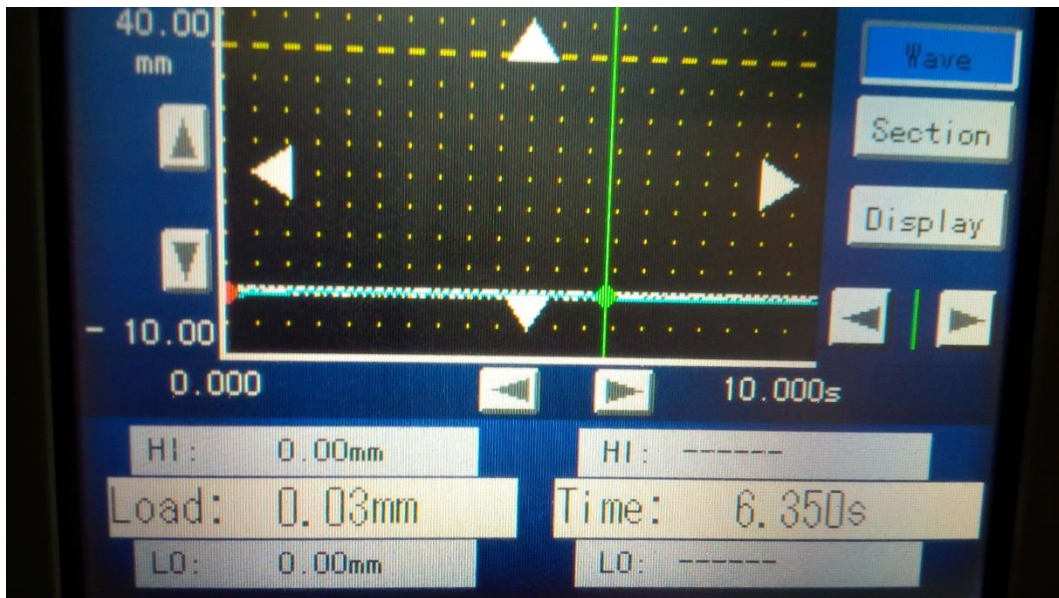 40.00
mm
Wave
Section
Display
- 10.00
0.000
10.000s
HI: 0.00mm
HI: ------
Load: 0.03mm
Time: 6.350s
LO: 0.00mm
LO: ------